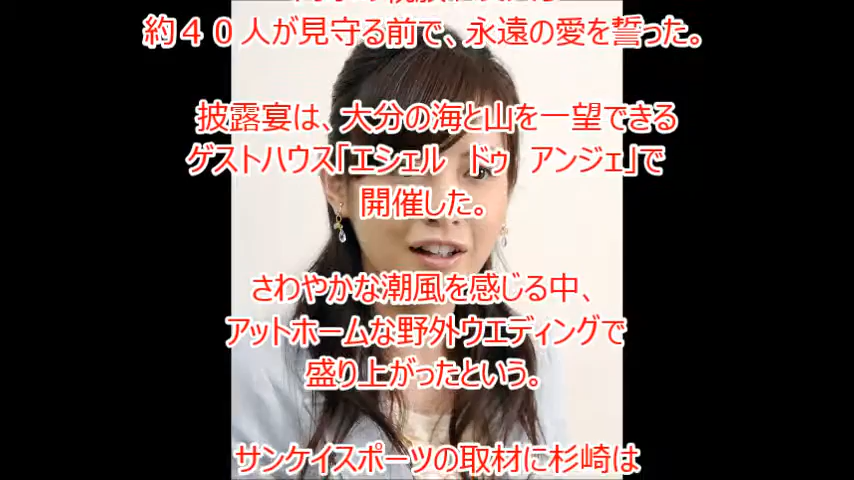 約４０人が見守る前で、永遠の愛を誓った。
披露宴は、大分の海と山を一望できる
ゲストハウス「エシェル　ドゥ　アンジェ」で
開催した。
さわやかな潮風を感じる中、
アットホームな野外ウエディングで
盛り上がったという。
サンケイスポーツの取材に杉崎は